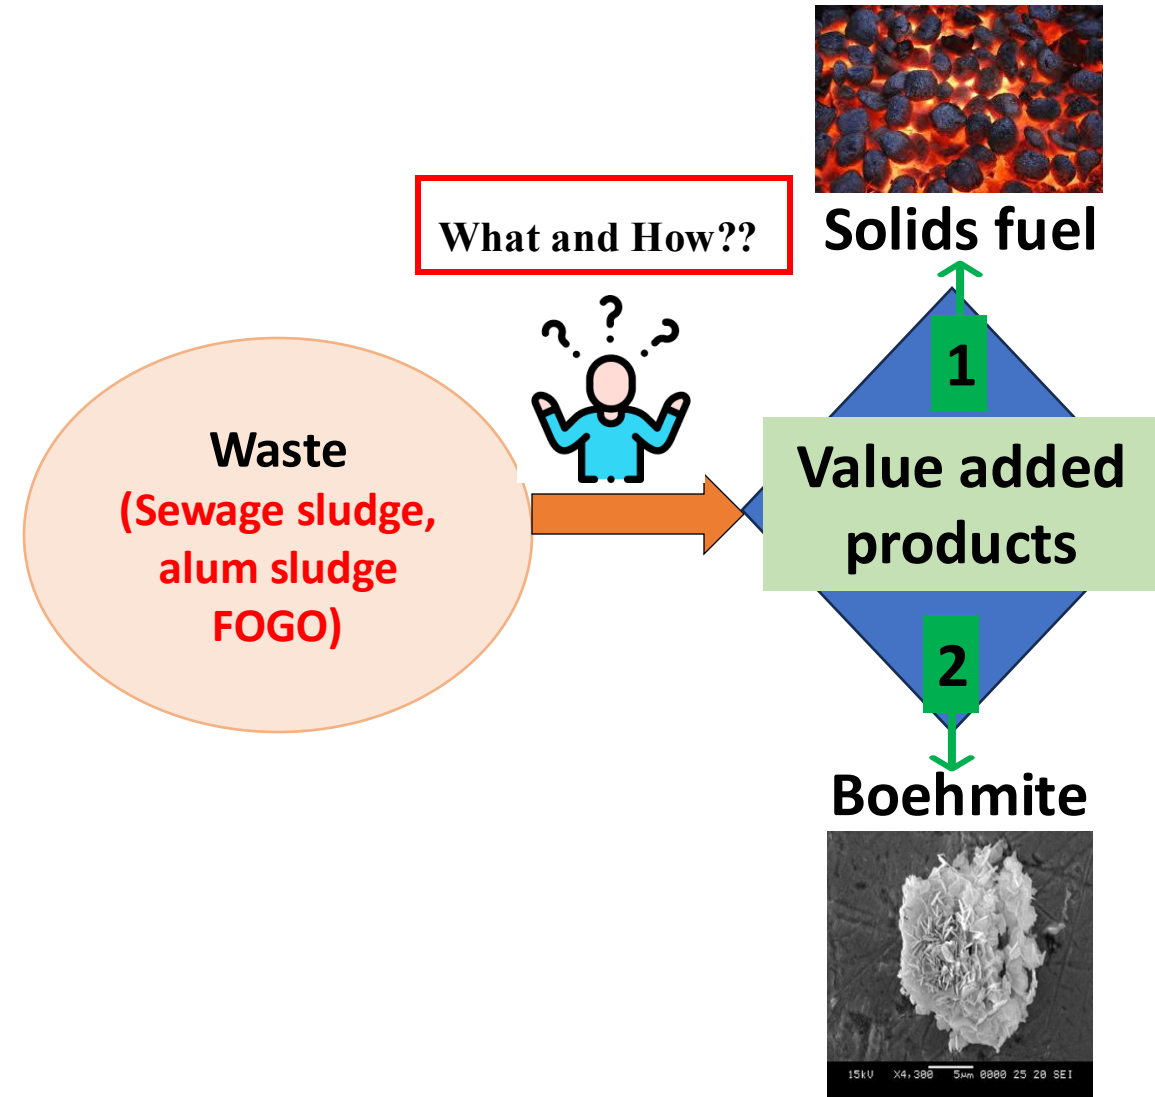 What and How??
Waste
(Sewage sludge,
alum sludge
FOGO)
Solids fuel
1
Value added
products
2
Boehmite
15kV X4,300 5µm 0000 25 20 SEI